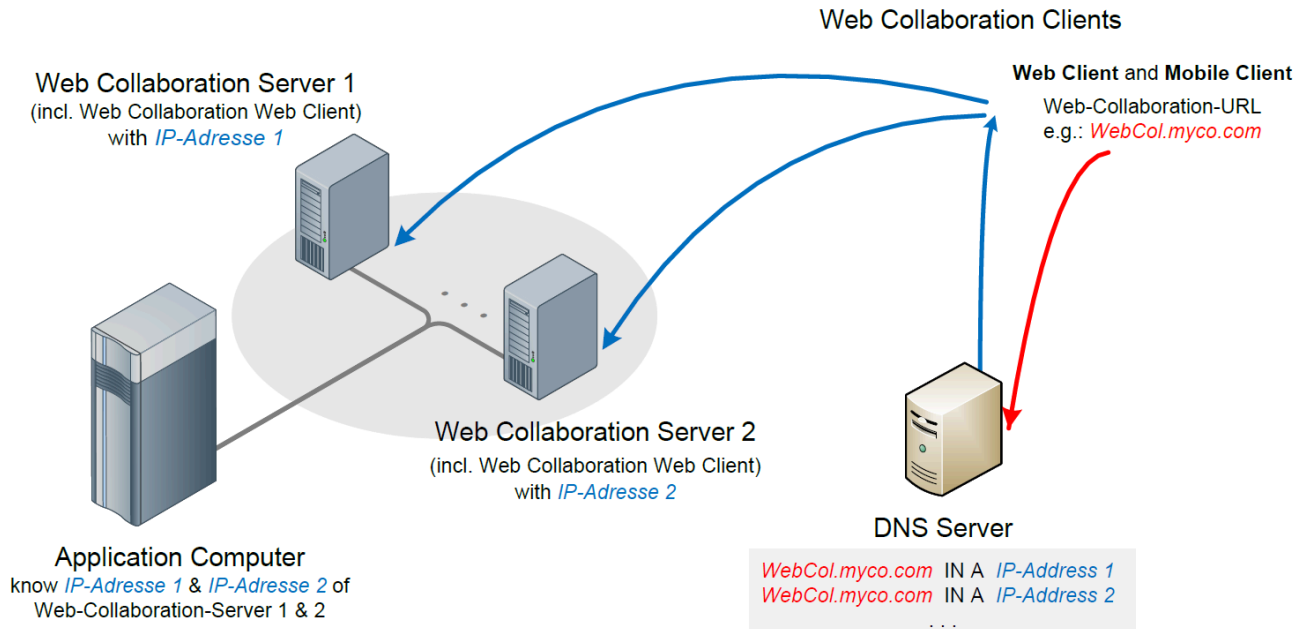 Web Collaboration Clients
Web Collaboration Server 1
(incl. Web Collaboration Web Client)
with IP-Adresse 1
Web Client and Mobile Client
Web-Collaboration-URL
e.g.: WebCol.myco.com
Web Collaboration Server 2
(incl. Web Collaboration Web Client)
with IP-Adresse 2
Application Computer
know IP-Adresse 1 & IP-Adresse 2 of
Web-Collaboration-Server 1 & 2
DNS Server
WebCol.myco.com IN A IP-Address 1
WebCol.myco.com IN A IP-Address 2
. . .